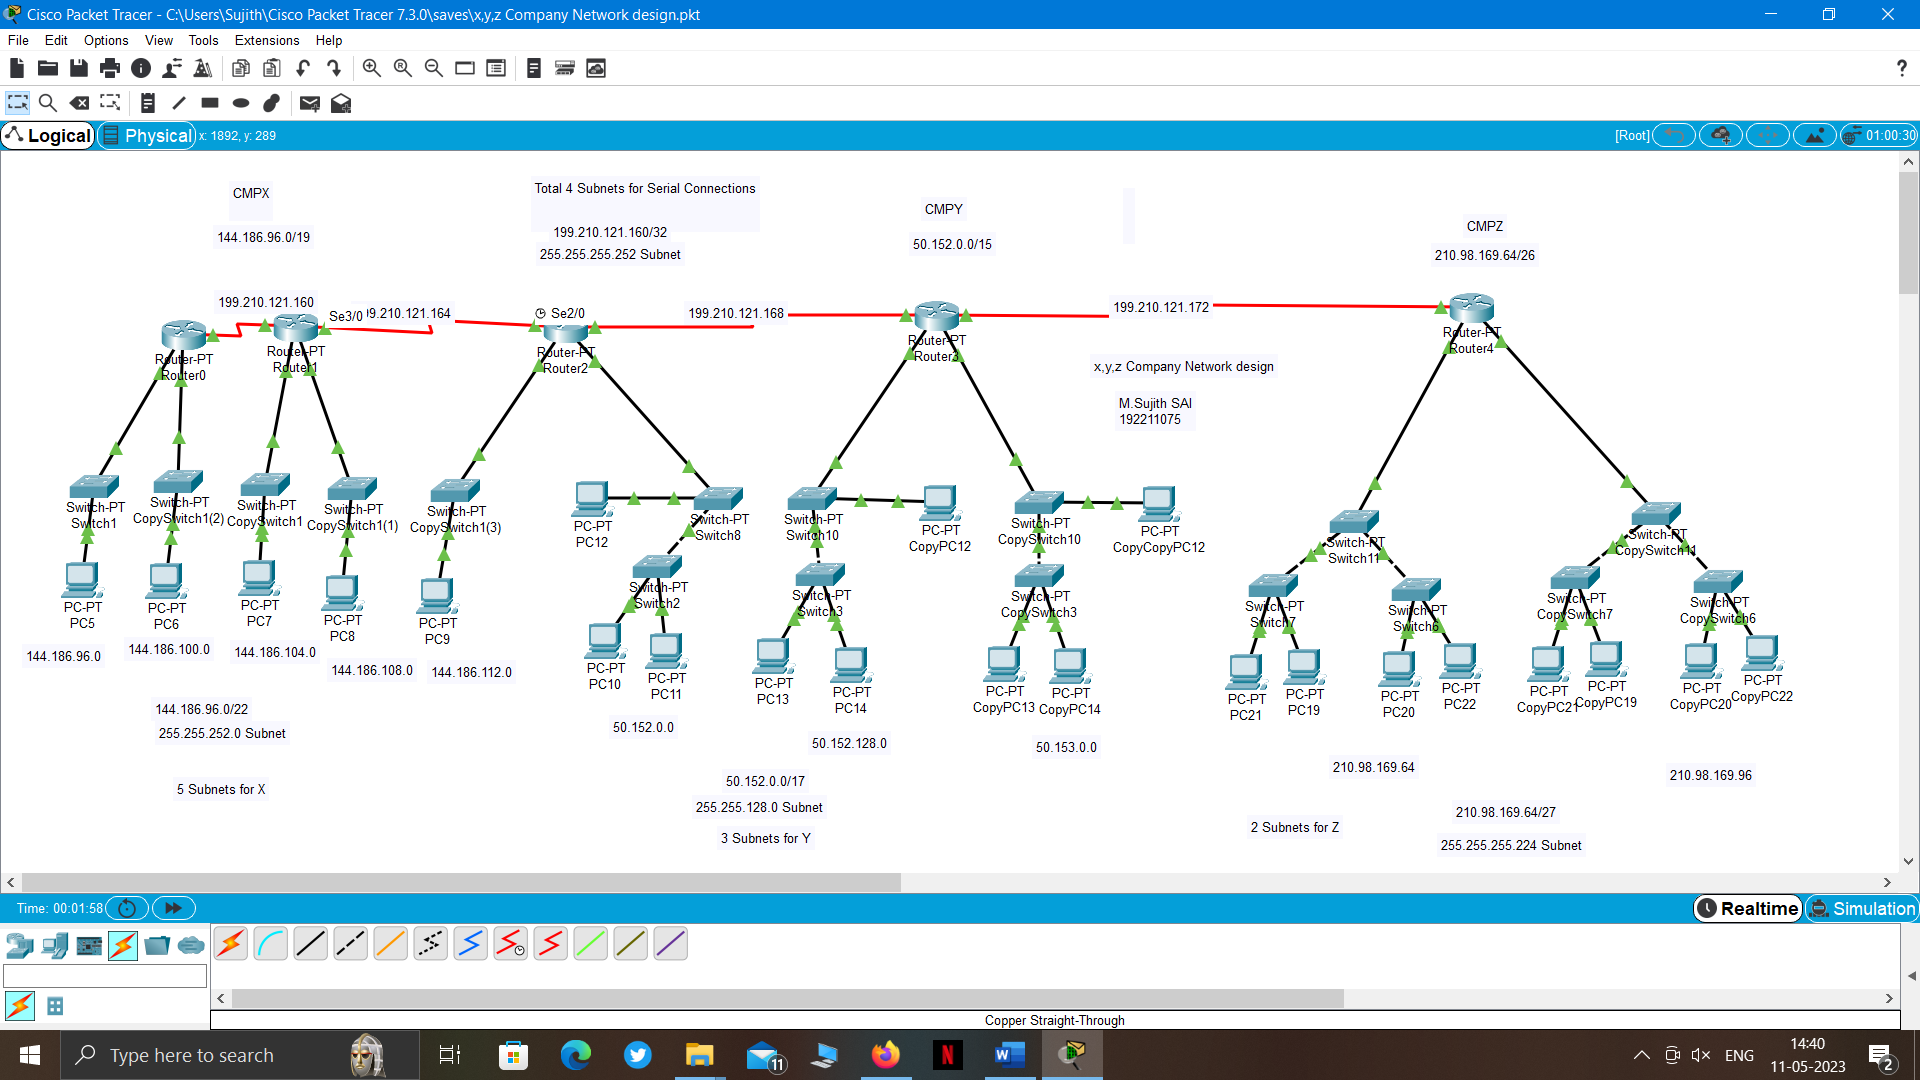 Cisco Packet Tracer - C:\Users\Sujith\Cisco Packet Tracer 7.3.0\saves\x,y,z Company Network design.pkt
File Edit Options View Tools Extensions Help
Logical Physical x: 1892, y: 289 [Root] 01:00:30
CMPX
144.186.96.0/19
Total 4 Subnets for Serial Connections
199.210.121.160/32
255.255.255.252 Subnet
CMPY
50.152.0.0/15
CMPZ
210.98.169.64/26
199.210.121.160
Se3/0
9.210.121.164
Se2/0
199.210.121.168
199.210.121.172
Router-PT
Router0
Router-PT
Router1
Router-PT
Router2
Router-PT
Router3
Router-PT
Router4
x,y,z Company Network design
M.Sujith SAI
192211075
Switch-PT
Switch1
Switch-PT
CopySwitch1(2)
Switch-PT
CopySwitch1
Switch-PT
CopySwitch1(1)
Switch-PT
CopySwitch1(3)
PC-PT
PC12
Switch-PT
Switch8
Switch-PT
Switch10
PC-PT
CopyPC12
Switch-PT
CopySwitch10
PC-PT
CopyCopyPC12
Switch-PT
Switch11
Switch-PT
CopySwitch11
Switch-PT
Switch2
Switch-PT
Switch3
Switch-PT
CopySwitch3
Switch-PT
Switch7
Switch-PT
Switch6
Switch-PT
CopySwitch7
Switch-PT
CopySwitch6
PC-PT
PC5
PC-PT
PC6
PC-PT
PC7
PC-PT
PC8
PC-PT
PC9
PC-PT
PC10
PC-PT
PC11
PC-PT
PC13
PC-PT
PC14
PC-PT
CopyPC13
PC-PT
CopyPC14
PC-PT
PC21
PC-PT
PC19
PC-PT
PC20
PC-PT
PC22
PC-PT
CopyPC21
PC-PT
CopyPC19
PC-PT
CopyPC20
PC-PT
CopyPC22
144.186.96.0
144.186.100.0
144.186.104.0
144.186.108.0
144.186.112.0
144.186.96.0/22
255.255.252.0 Subnet
5 Subnets for X
50.152.0.0
50.152.128.0
50.153.0.0
50.152.0.0/17
255.255.128.0 Subnet
3 Subnets for Y
210.98.169.64
210.98.169.96
210.98.169.64/27
2 Subnets for Z
255.255.255.224 Subnet
Time: 00:01:58
Realtime Simulation
Copper Straight-Through
Type here to search
11
N
ENG
14:40
11-05-2023
2